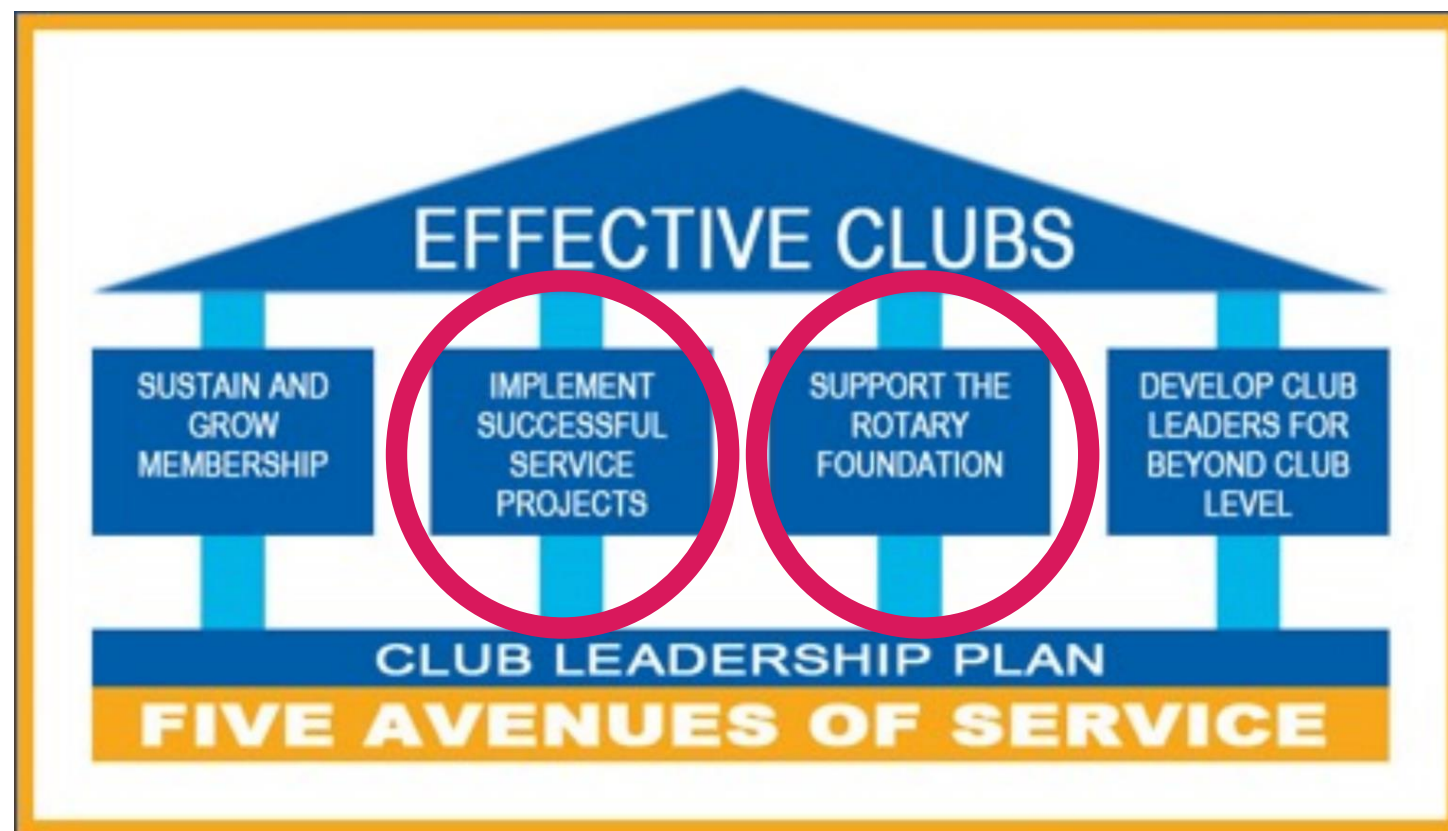 EFFECTIVE CLUBS
SUSTAIN AND
GROW
MEMBERSHIP
IMPLEMENT
SUCCESSFUL
SERVICE
PROJECTS
SUPPORT THE
ROTARY
FOUNDATION
DEVELOP CLUB
LEADERS FOR
BEYOND CLUB
LEVEL
CLUB LEADERSHIP PLAN
FIVE AVENUES OF SERVICE